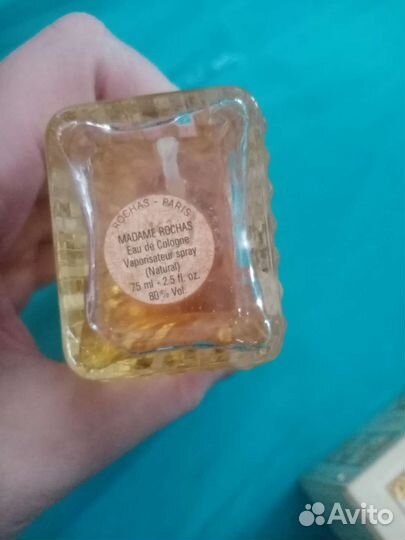 ROCHAS - PARIS
MADAME ROCHAS
Eau de Cologne
Vaporisateur spray
(Natural)
75 ml - 2.5 fl. oz.
80% Vol.
Avito